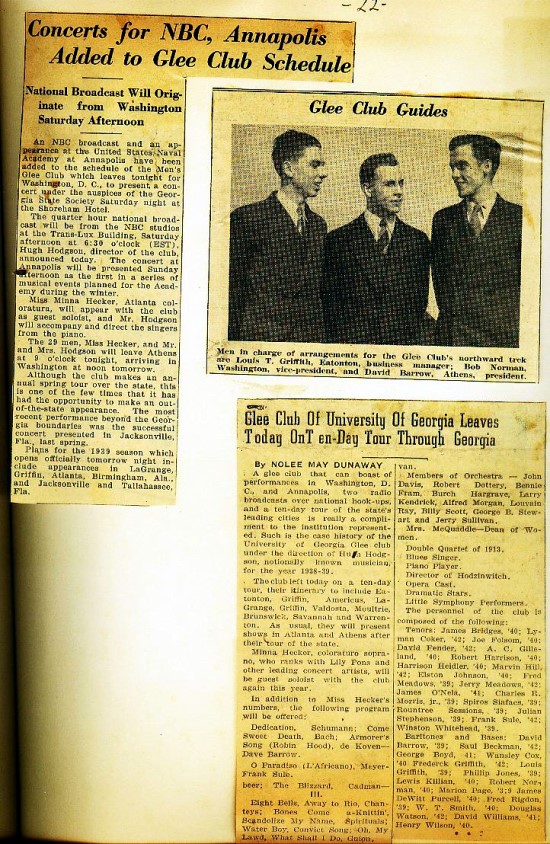 -22-
Concerts for NBC, Annapolis
Added to Glee Club Schedule
National Broadcast Will Orig-
inate from Washington
Saturday Afternoon
An NBC broadcast and an ap-
pearance at the United States Naval
Academy at Annapolis have been
added to the schedule of the Men's
Glee Club which leaves tonight for
Washington, D. C., to present a con-
cert under the auspices of the Geor-
gia State Society Saturday night at
the Shoreham Hotel.
The quarter hour national broad-
cast will be from the NBC studios
at the Trans-Lux Building, Saturday
afternoon at 6:30 o'clock (EST),
Hugh Hodgson, director of the club,
announced today. The concert at
Annapolis will be presented Sunday
afternoon as the first in a series of
musical events planned for the Acad-
emy during the winter.
Miss Minna Hecker, Atlanta col-
oratura, will appear with the club
as guest soloist, and Mr. Hodgson
will accompany and direct the singers
from the piano.
The 29 men, Miss Hecker, and Mr.
and Mrs. Hodgson will leave Athens
at 9 o'clock tonight, arriving in
Washington at noon tomorrow.
Although the club makes an an-
nual spring tour over the state, this
is one of the few times that it has
had the opportunity to make an out-
of-the-state appearance. The most
recent performance beyond the Geor-
gia boundaries was the successful
concert presented in Jacksonville,
Fla., last spring.
Plans for the 1939 season which
opens officially tomorrow night in-
clude appearances in LaGrange,
Griffin, Atlanta, Birmingham, Ala.,
and Jacksonville and Tallahassee,
Fla.
Glee Club Guides
Men in charge of arrangements for the Glee Club's northward trek
are Louis T. Griffith, Eatonton, business manager; Bob Norman,
Washington, vice-president, and David Barrow, Athens, president.
Glee Club Of University Of Georgia Leaves
Today OnT en-Day Tour Through Georgia
By NOLEE MAY DUNAWAY
A glee club that can boast of
performances in Washington, D.
C., and Annapolis, two radio
broadcasts over national hook-ups,
and a ten-day tour of the state's
leading cities is really a compli-
ment to the institution represent-
ed. Such is the case history of the
University of Georgia Glee club
under the direction of Hugh Hodg-
son, notionally known musician,
for the year 1938-39.
The club left today on a ten-day
tour, their itinerary to include Ea-
tonton, Griffin, Americus, La-
Grange, Griffin, Valdosta, Moultrie,
Brunswick, Savannah and Warren-
ton. As usual, they will present
shows in Atlanta and Athens after
their tour of the state.
Minna Hecker, coloraturo sopra-
no, who ranks with Lily Pons and
other leading concert artists, will
be guest soloist with the club
again this year.
In addition to Miss Hecker's
numbers, the following program
will be offered:
Dedication, Schumann; Come
Sweet Death, Bach; Armorer's
Song (Robin Hood), de Koven—
Dave Barrow.
O Paradiso (L'Africano), Meyer-
Frank Sule.
beer; The Blizzard, Cadman—
III.
Eight Bells, Away to Rio, Chan-
teys; Bones Come a-Knittin',
Scandolize My Name, Spirituals;
Water Boy, Convict Song; Oh, My
Lawd, What Shall I Do, Guion.
van.
Members of Orchestra — John
Davis, Robert Dottery, Bonnie
Fram, Burch Hargrave, Larry
Kendrick, Alfred Morgan, Louvain
Ray, Billy Scott, George B. Stew-
art and Jerry Sullivan.
Mrs. McQuaddle—Dean of Wo-
men.
Double Quartet of 1913.
Blues Singer.
Piano Player.
Director of Hodzinwitch.
Opera Cast.
Dramatic Stars.
Little Symphony Performers.
The personnel of the club is
composed of the following:
Tenors: James Bridges, '40; Ly-
man Coker, '42; Joe Folsom, '40;
David Fender, '42; A. C. Gille-
land, '40; Robert Harrison, '40;
Harrison Heidler, '40; Marvin Hill,
'42; Elston Johnson, '40; Fred
Meadows, '39; Jerry Meadows, '42;
James O'Nela, '41; Charles R.
Morris, jr., '39; Spiros Siafacs, '39;
Rountree Sessions, '39; Julian
Stephenson, '39; Frank Sule, '42;
Winston Whitehead, '39.
Baritones and Bases: David
Barrow, '39; Saul Beckman, '42;
George Boyd, '41; Wansley Cox,
'40 Frederck Griffith, '42; Louis
Griffith, '39; Phillip Jones, '39;
Lewis Killian, '40; Robert Nor-
man, '40; Marion Page, '3;9 James
DeWitt Purcell, '40; Fred Rigdon,
'39; W. T. Smith, '40; Douglas
Watson, '42; David Williams, '41;
Henry Wilson, '40.